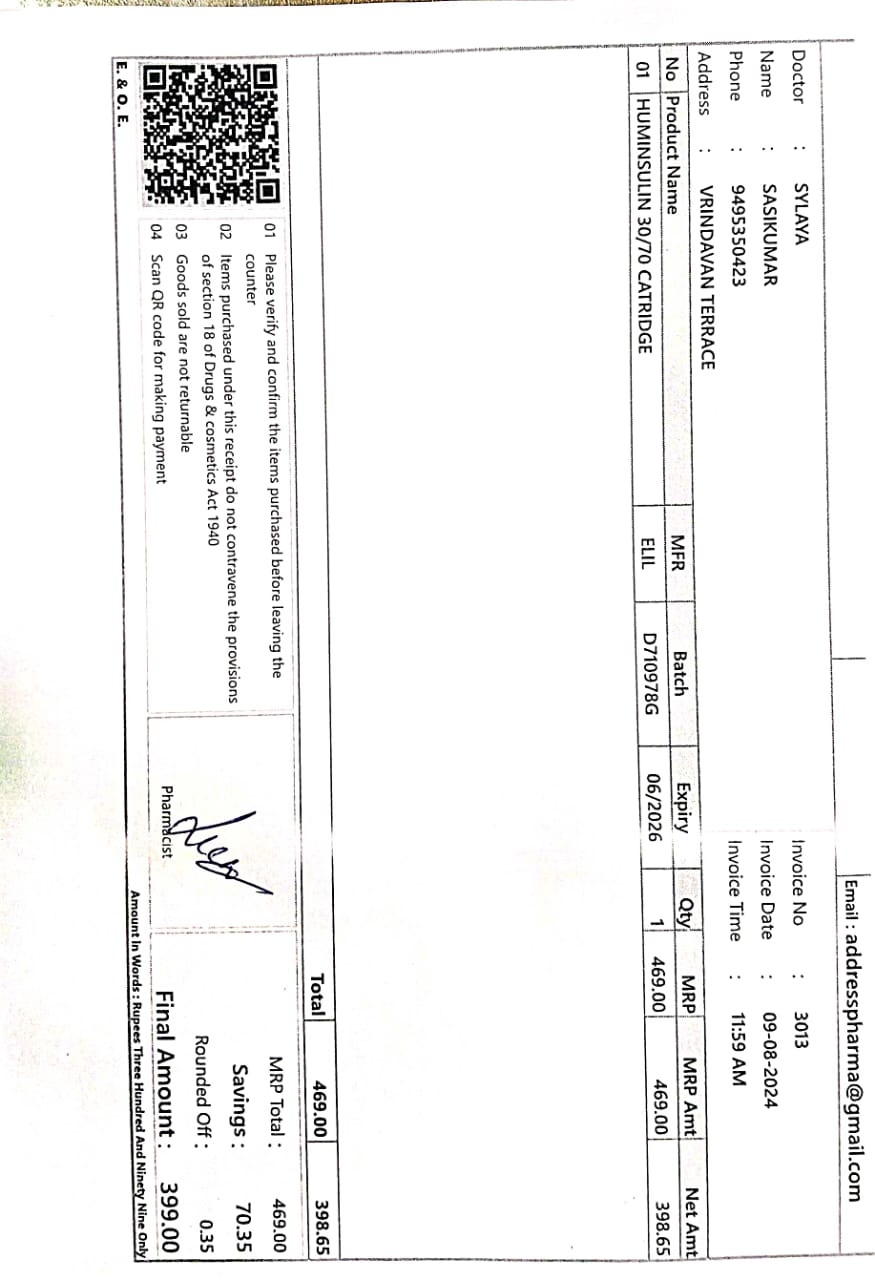 Email : addresspharma@gmail.com
Doctor : SYLAYA
Name : SASIKUMAR
Phone : 9495350423
Address : VRINDAVAN TERRACE
Invoice No : 3013
Invoice Date : 09-08-2024
Invoice Time : 11:59 AM
No Product Name MFR Batch Expiry Qty MRP MRP Amt Net Amt
01 HUMINSULIN 30/70 CATRIDGE ELIL D710978G 06/2026 1 469.00 469.00 398.65
Total 469.00 398.65
01 Please verify and confirm the items purchased before leaving the
counter
02 Items purchased under this receipt do not contravene the provisions
of section 18 of Drugs & cosmetics Act 1940
03 Goods sold are not returnable
04 Scan QR code for making payment
E. & O. E.
Pharmacist
MRP Total : 469.00
Savings : 70.35
Rounded Off : 0.35
Final Amount : 399.00
Amount In Words : Rupees Three Hundred And Ninety Nine Only